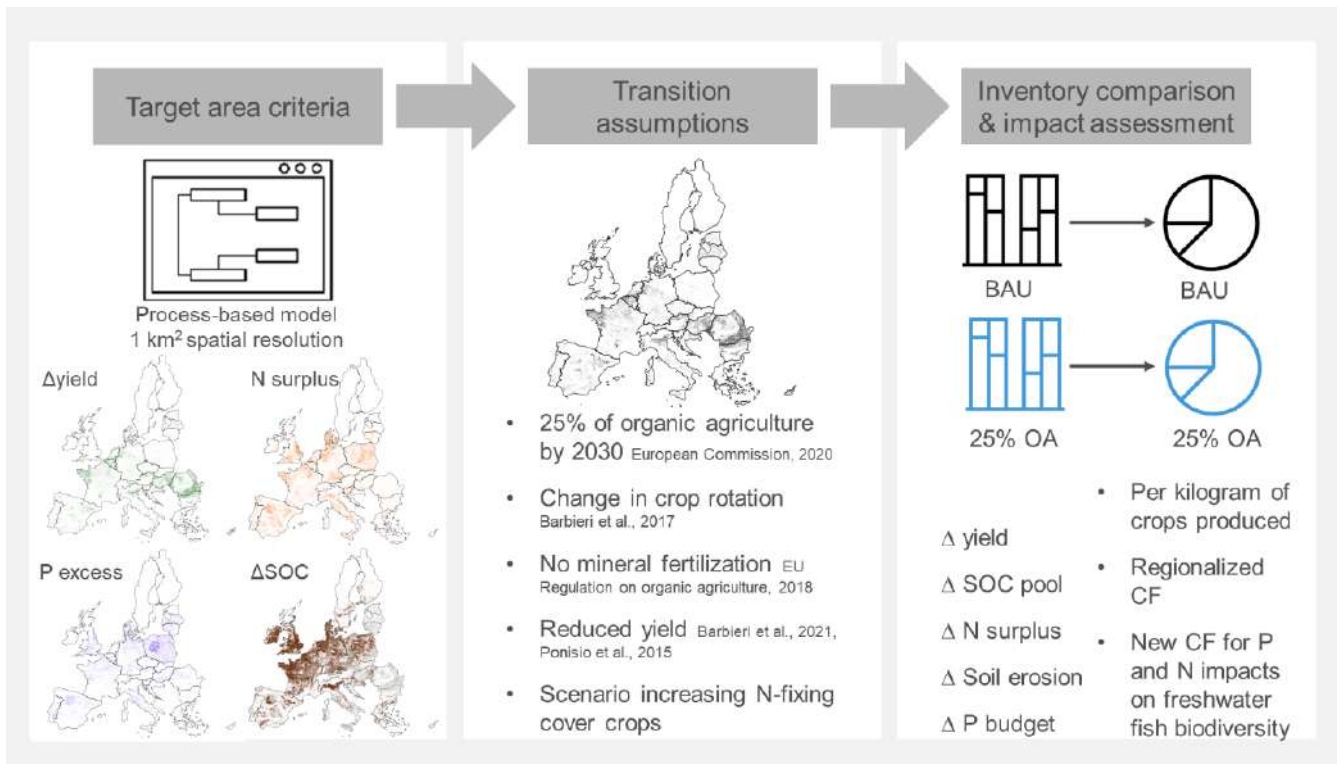 Target area criteria
Process-based model
1 km² spatial resolution
Δyield
N surplus
P excess
ΔSOC
Transition
assumptions
• 25% of organic agriculture
by 2030 European Commission, 2020
• Change in crop rotation
Barbieri et al., 2017
• No mineral fertilization EU
Regulation on organic agriculture, 2018
• Reduced yield Barbieri et al., 2021,
Ponisio et al., 2015
• Scenario increasing N-fixing
cover crops
Inventory comparison
& impact assessment
BAU
BAU
25% OA
25% OA
Δ yield
Δ SOC pool
Δ N surplus
Δ Soil erosion
Δ P budget
• Per kilogram of
crops produced
• Regionalized
CF
• New CF for P
and N impacts
on freshwater
fish biodiversity